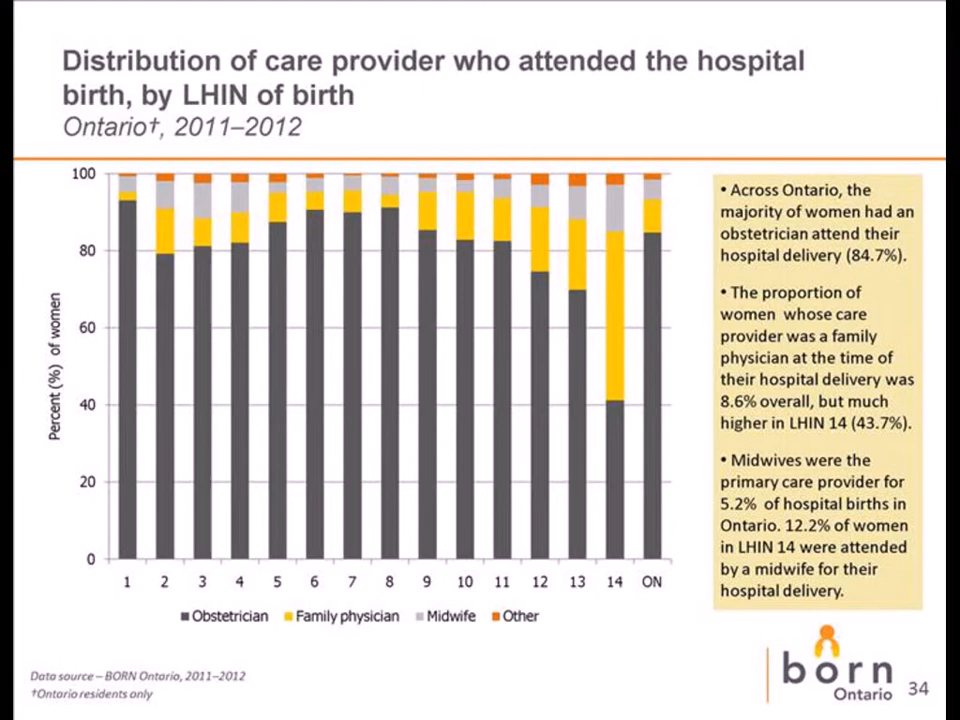 Distribution of care provider who attended the hospital
birth, by LHIN of birth
Ontario†, 2011–2012
100
80
60
40
20
0
Percent (%) of women
1 2 3 4 5 6 7 8 9 10 11 12 13 14 ON
Obstetrician Family physician Midwife Other
• Across Ontario, the
majority of women had an
obstetrician attend their
hospital delivery (84.7%).
• The proportion of
women whose care
provider was a family
physician at the time of
their hospital delivery was
8.6% overall, but much
higher in LHIN 14 (43.7%).
• Midwives were the
primary care provider for
5.2% of hospital births in
Ontario. 12.2% of women
in LHIN 14 were attended
by a midwife for their
hospital delivery.
Data source – BORN Ontario, 2011–2012
†Ontario residents only
born
Ontario
34